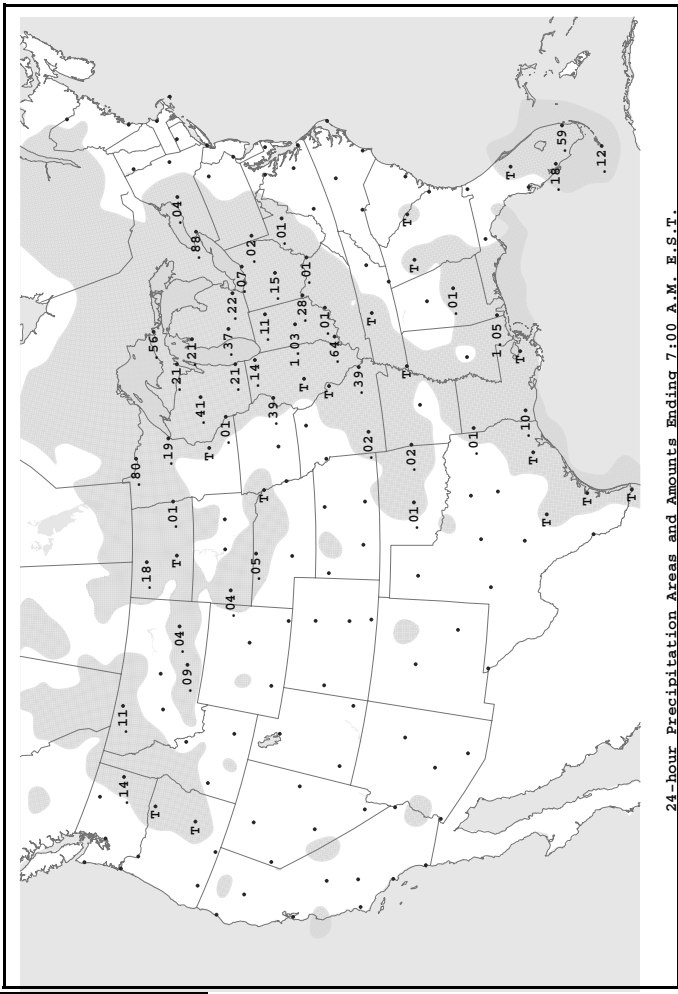 .14
.11
.80
.18
.56
T
.19
.01
T
.21
.04
.04
.09
.21
T
.88
.41
T
.01
.37
.22
.04
.21
.07
.02
.14
.05
T
.11
.39
.15
.01
1.03
.28
T
.01
.01
T
.64
.39
.02
T
T
T
.02
.01
T
.01
.01
1.05
T
T
.10
T
T
.18
.59
T
.12
T
24-hour Precipitation Areas and Amounts Ending 7:00 A.M. E.S.T.